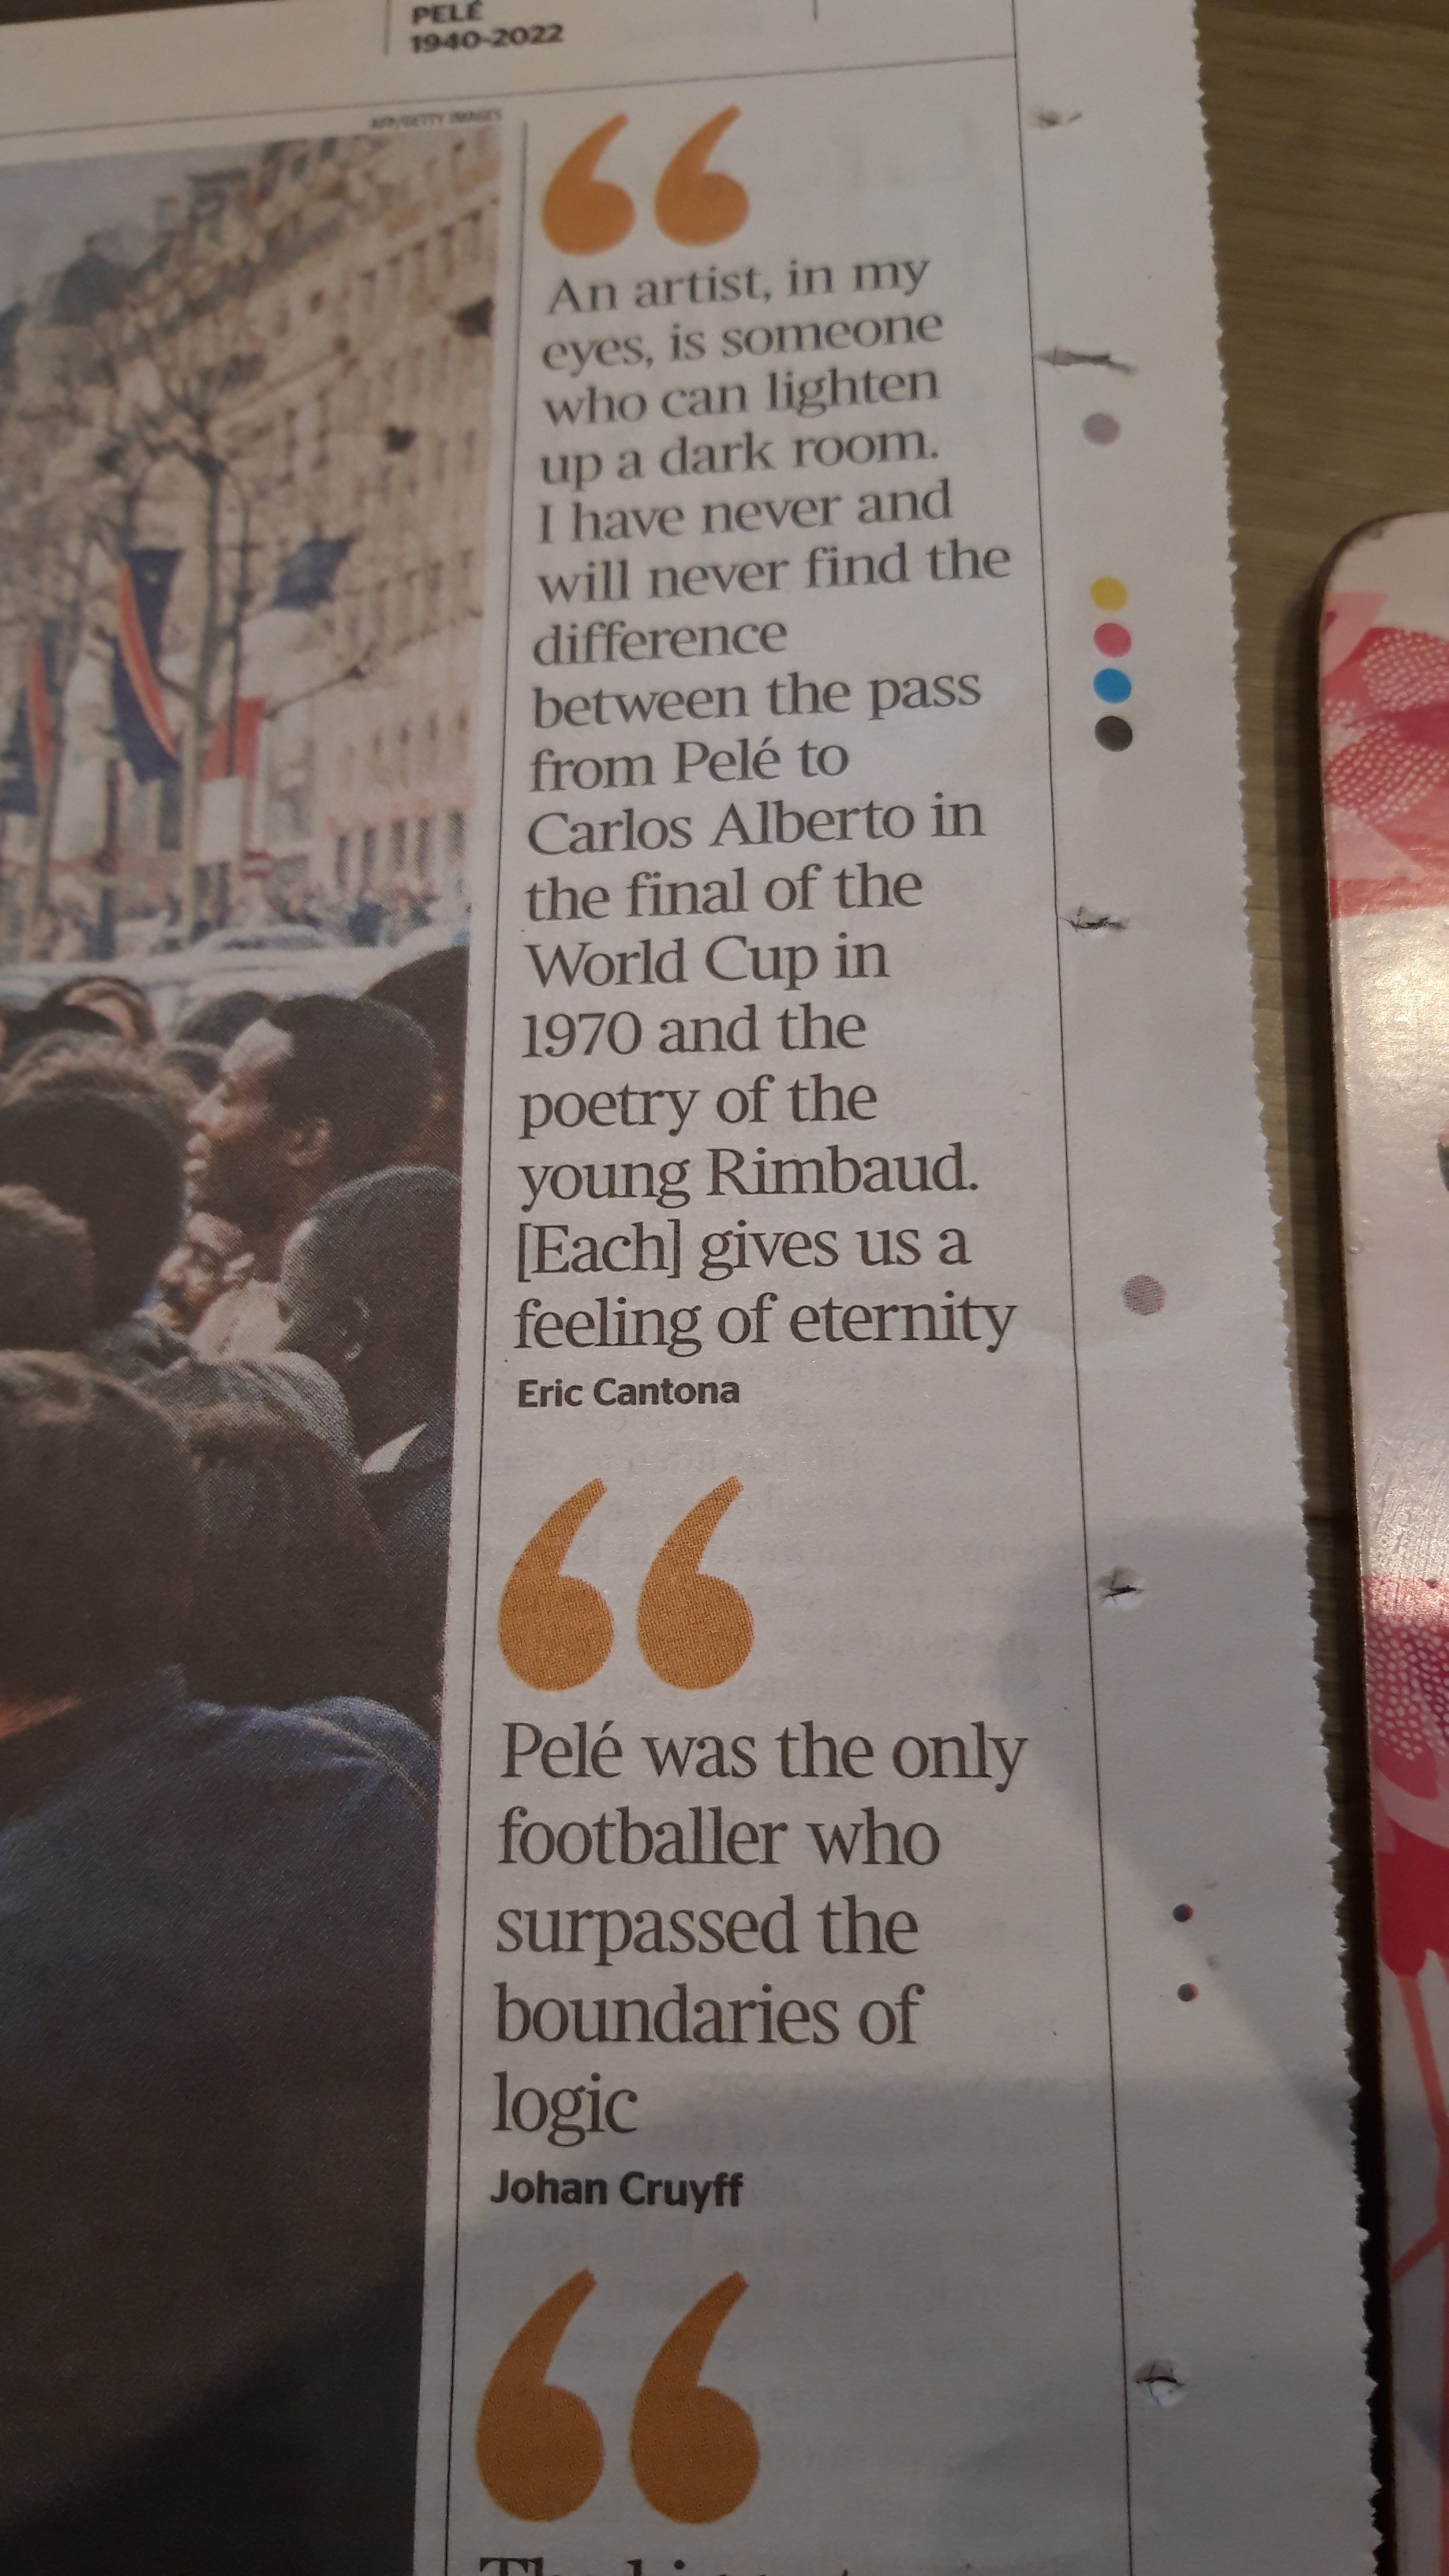 PELÉ
1940-2022
AFP/GETTY IMAGES
“
An artist, in my
eyes, is someone
who can lighten
up a dark room.
I have never and
will never find the
difference
between the pass
from Pelé to
Carlos Alberto in
the final of the
World Cup in
1970 and the
poetry of the
young Rimbaud.
[Each] gives us a
feeling of eternity
Eric Cantona
“
Pelé was the only
footballer who
surpassed the
boundaries of
logic
Johan Cruyff
“